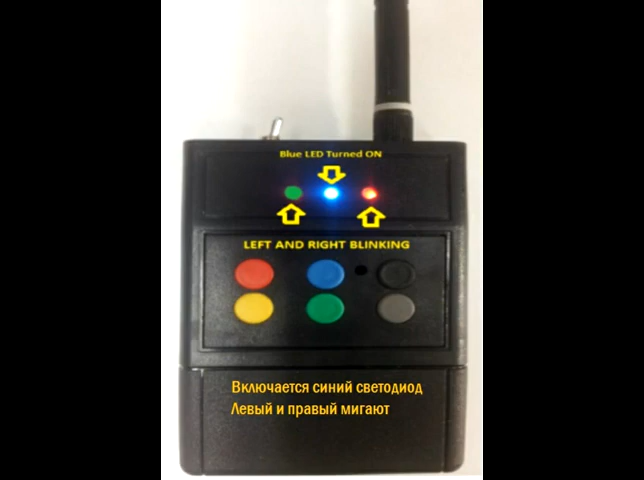 Blue LED Turned ON
LEFT AND RIGHT BLINKING
Включается синий светодиод
Левый и правый мигают